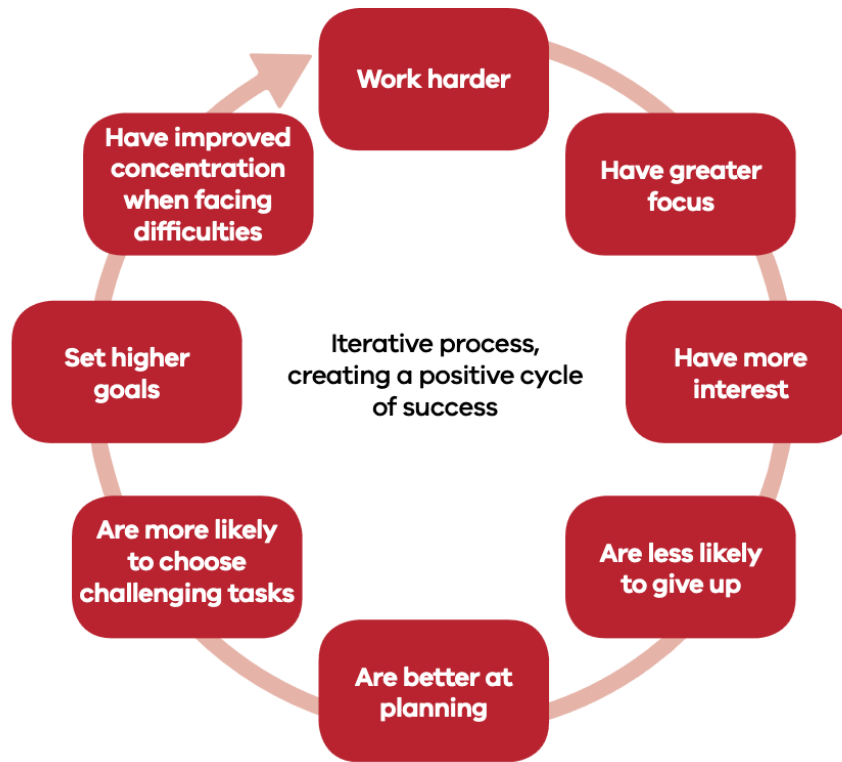 Work harder
Have greater
focus
Have more
interest
Are less likely
to give up
Are better at
planning
Are more likely
to choose
challenging tasks
Set higher
goals
Have improved
concentration
when facing
difficulties
Iterative process,
creating a positive cycle
of success